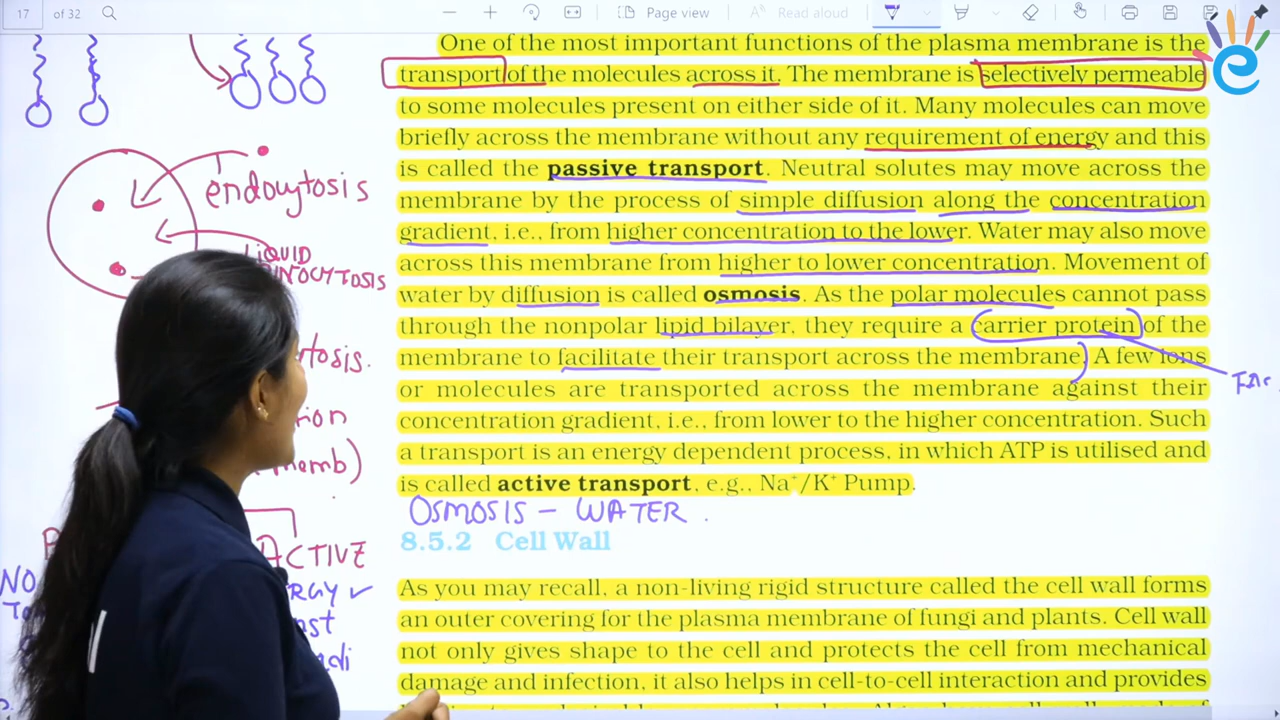 17 of 32
Page view
Read aloud
One of the most important functions of the plasma membrane is the
transport of the molecules across it. The membrane is selectively permeable
to some molecules present on either side of it. Many molecules can move
briefly across the membrane without any requirement of energy and this
is called the passive transport. Neutral solutes may move across the
membrane by the process of simple diffusion along the concentration
gradient, i.e., from higher concentration to the lower. Water may also move
across this membrane from higher to lower concentration. Movement of
water by diffusion is called osmosis. As the polar molecules cannot pass
through the nonpolar lipid bilayer, they require a carrier protein of the
membrane to facilitate their transport across the membrane. A few ions
or molecules are transported across the membrane against their
concentration gradient, i.e., from lower to the higher concentration. Such
a transport is an energy dependent process, in which ATP is utilised and
is called active transport, e.g., Na⁺/K⁺ Pump.
OSMOSIS – WATER.
8.5.2 Cell Wall
As you may recall, a non-living rigid structure called the cell wall forms
an outer covering for the plasma membrane of fungi and plants. Cell wall
not only gives shape to the cell and protects the cell from mechanical
damage and infection, it also helps in cell-to-cell interaction and provides
endocytosis
LIQUID
ACTIVE
NO
e